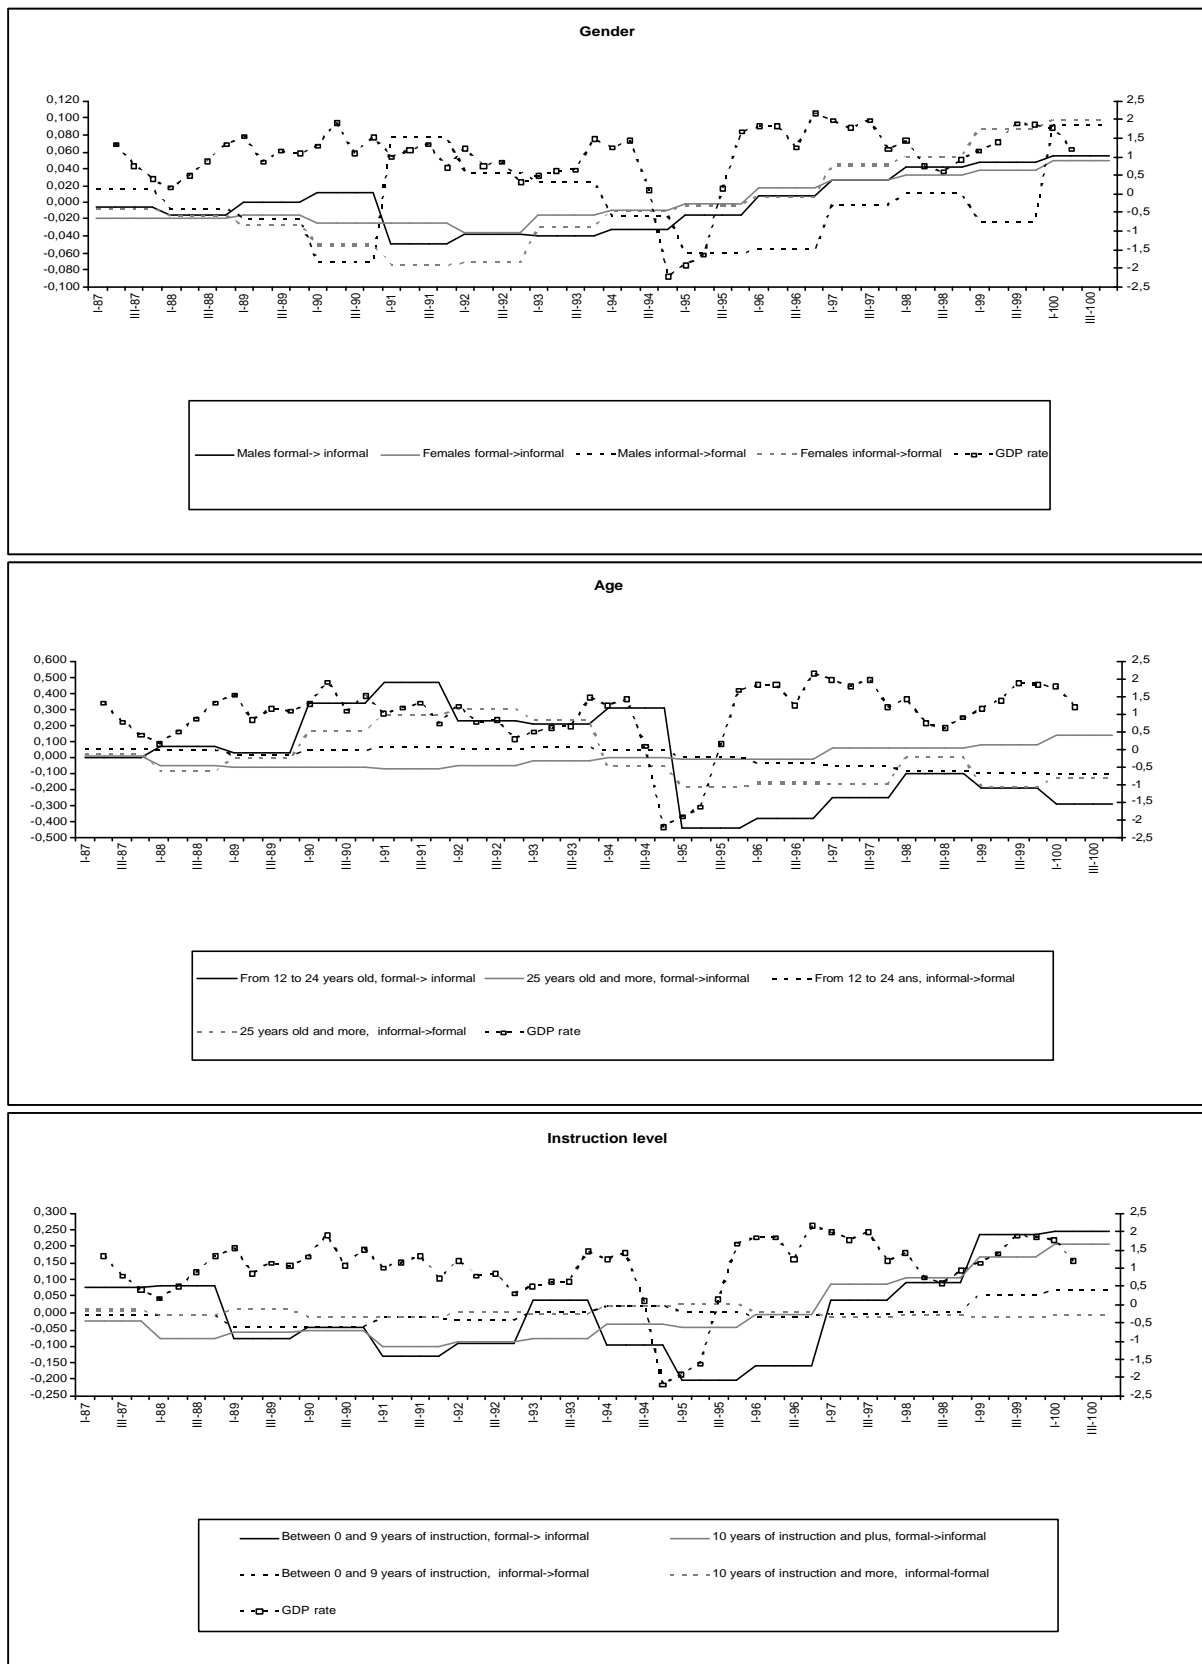 Gender
0,120
0,100
0,080
0,060
0,040
0,020
0,000
-0,020
-0,040
-0,060
-0,080
-0,100
2,5
2
1,5
1
0,5
0
-0,5
-1
-1,5
-2
-2,5
I-87
III-87
I-88
III-88
I-89
III-89
I-90
III-90
I-91
III-91
I-92
III-92
I-93
III-93
I-94
III-94
I-95
III-95
I-96
III-96
I-97
III-97
I-98
III-98
I-99
III-99
I-100
III-100
Males formal-> informal Females formal->informal Males informal->formal Females informal->formal GDP rate
Age
0,600
0,500
0,400
0,300
0,200
0,100
0,000
-0,100
-0,200
-0,300
-0,400
-0,500
2,5
2
1,5
1
0,5
0
-0,5
-1
-1,5
-2
-2,5
I-87
III-87
I-88
III-88
I-89
III-89
I-90
III-90
I-91
III-91
I-92
III-92
I-93
III-93
I-94
III-94
I-95
III-95
I-96
III-96
I-97
III-97
I-98
III-98
I-99
III-99
I-100
III-100
From 12 to 24 years old, formal-> informal 25 years old and more, formal->informal From 12 to 24 ans, informal->formal
25 years old and more, informal->formal GDP rate
Instruction level
0,300
0,250
0,200
0,150
0,100
0,050
0,000
-0,050
-0,100
-0,150
-0,200
-0,250
2,5
2
1,5
1
0,5
0
-0,5
-1
-1,5
-2
-2,5
I-87
III-87
I-88
III-88
I-89
III-89
I-90
III-90
I-91
III-91
I-92
III-92
I-93
III-93
I-94
III-94
I-95
III-95
I-96
III-96
I-97
III-97
I-98
III-98
I-99
III-99
I-100
III-100
Between 0 and 9 years of instruction, formal-> informal 10 years of instruction and plus, formal->informal
Between 0 and 9 years of instruction, informal->formal 10 years of instruction and more, informal-formal
GDP rate